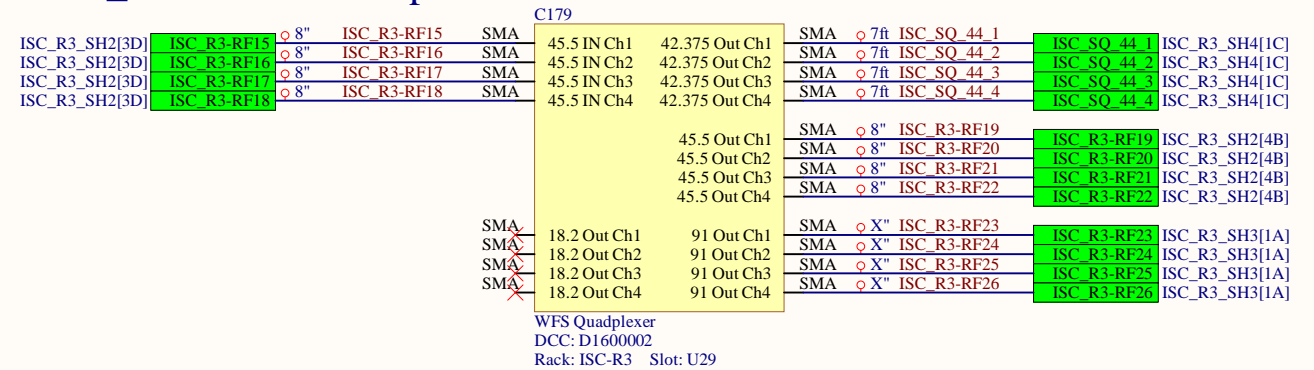 C179
ISC_R3_SH2[3D] ISC_R3-RF15 8" ISC_R3-RF15 SMA 45.5 IN Ch1 42.375 Out Ch1 SMA 7ft ISC_SQ_44_1 ISC_SQ_44_1 ISC_R3_SH4[1C]
ISC_R3_SH2[3D] ISC_R3-RF16 8" ISC_R3-RF16 SMA 45.5 IN Ch2 42.375 Out Ch2 SMA 7ft ISC_SQ_44_2 ISC_SQ_44_2 ISC_R3_SH4[1C]
ISC_R3_SH2[3D] ISC_R3-RF17 8" ISC_R3-RF17 SMA 45.5 IN Ch3 42.375 Out Ch3 SMA 7ft ISC_SQ_44_3 ISC_SQ_44_3 ISC_R3_SH4[1C]
ISC_R3_SH2[3D] ISC_R3-RF18 8" ISC_R3-RF18 SMA 45.5 IN Ch4 42.375 Out Ch4 SMA 7ft ISC_SQ_44_4 ISC_SQ_44_4 ISC_R3_SH4[1C]
45.5 Out Ch1 SMA 8" ISC_R3-RF19 ISC_R3-RF19 ISC_R3_SH2[4B]
45.5 Out Ch2 SMA 8" ISC_R3-RF20 ISC_R3-RF20 ISC_R3_SH2[4B]
45.5 Out Ch3 SMA 8" ISC_R3-RF21 ISC_R3-RF21 ISC_R3_SH2[4B]
45.5 Out Ch4 SMA 8" ISC_R3-RF22 ISC_R3-RF22 ISC_R3_SH2[4B]
SMA 18.2 Out Ch1 91 Out Ch1 SMA X" ISC_R3-RF23 ISC_R3-RF23 ISC_R3_SH3[1A]
SMA 18.2 Out Ch2 91 Out Ch2 SMA X" ISC_R3-RF24 ISC_R3-RF24 ISC_R3_SH3[1A]
SMA 18.2 Out Ch3 91 Out Ch3 SMA X" ISC_R3-RF25 ISC_R3-RF25 ISC_R3_SH3[1A]
SMA 18.2 Out Ch4 91 Out Ch4 SMA X" ISC_R3-RF26 ISC_R3-RF26 ISC_R3_SH3[1A]
WFS Quadplexer
DCC: D1600002
Rack: ISC-R3 Slot: U29